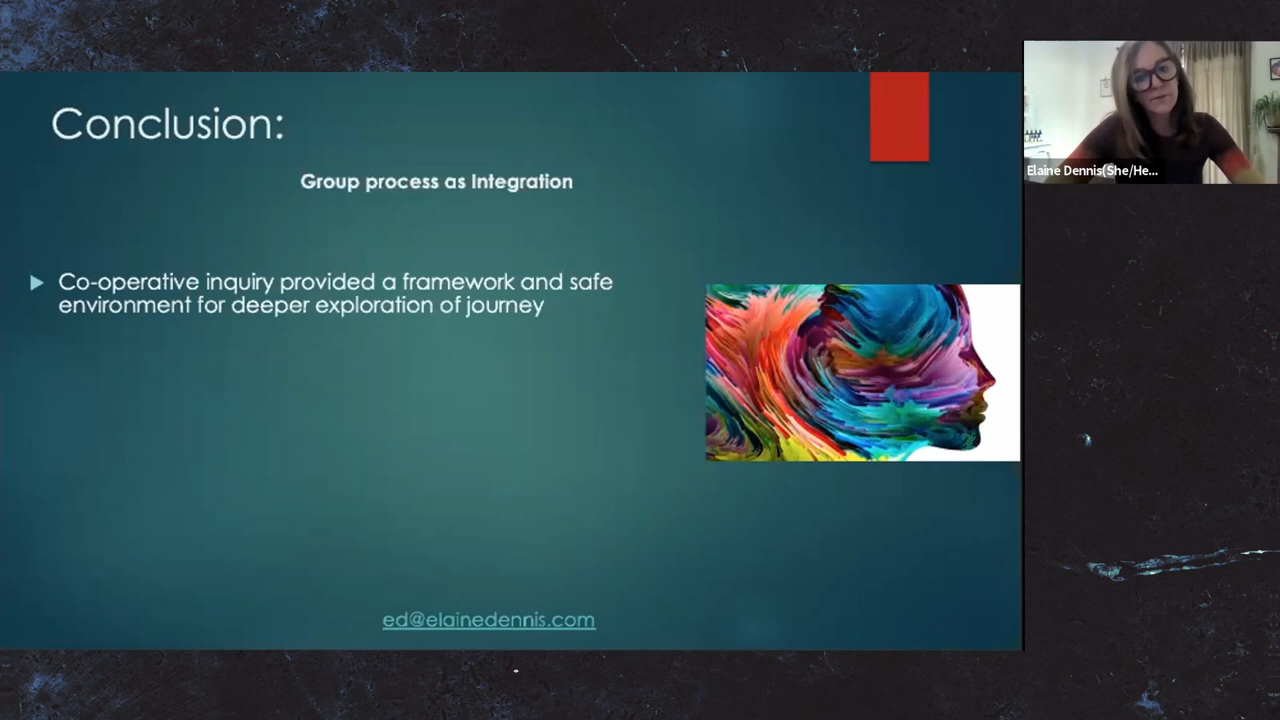 Conclusion:
Group process as Integration
Co-operative inquiry provided a framework and safe
environment for deeper exploration of journey
ed@elainedennis.com
Elaine Dennis(She/He...